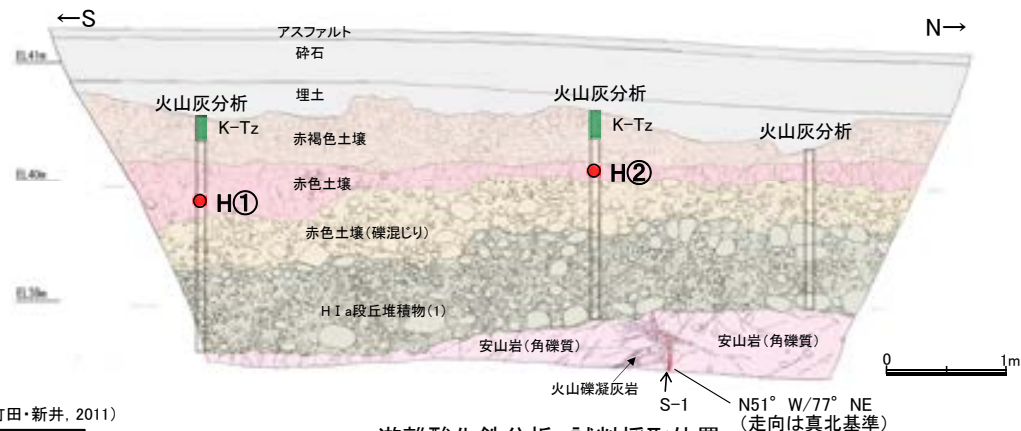 ←S
N→
アスファルト
砕石
EL41m
埋土
火山灰分析
火山灰分析
火山灰分析
K-Tz
K-Tz
赤褐色土壌
EL40m
赤色土壌
H①
H②
赤色土壌(礫混じり)
EL39m
HⅠa段丘堆積物(1)
安山岩(角礫質)
安山岩(角礫質)
火山礫凝灰岩
0
1m
S-1
N51° W/77° NE
(走向は真北基準)
田・新井, 2011)